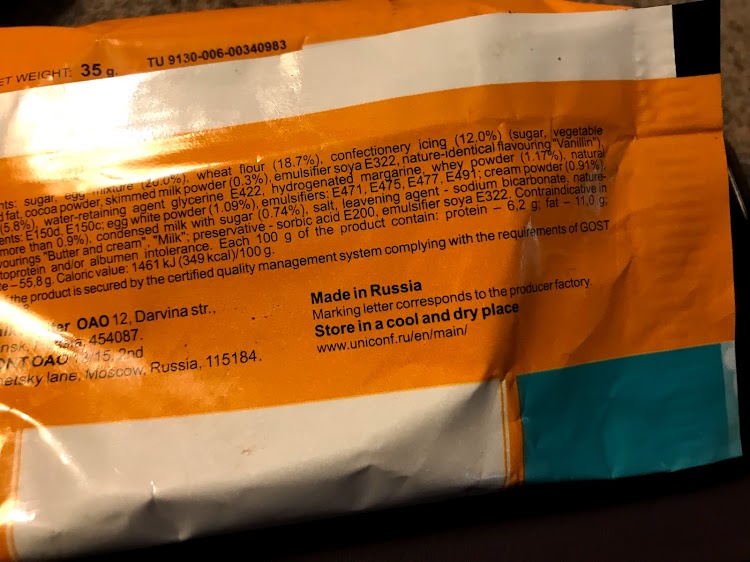 ET WEIGHT: 35 g. TU 9130-006-00340983
nts: sugar, egg mixture (20.0%), wheat flour (18.7%), confectionery icing (12,0%) (sugar, vegetable
d fat, cocoa powder, skimmed milk powder (0.3%), emulsifier soya E322, nature-identical flavouring "Vanillin"),
(5.8%), water-retaining agent glycerine E422, hydrogenated margarine, whey powder (1.17%), natural
ents: E150d, E150c; egg white powder (1.09%), emulsifiers: E471, E475, E477, E491; cream powder (0.91%),
more than 0.9%), condensed milk with sugar (0.74%), salt, leavening agent - sodium bicarbonate, nature-
vourings "Butter and cream", "Milk"; preservative - sorbic acid E200, emulsifier soya E322. Contraindicative in
toprotein and/or albumen intolerance. Each 100 g of the product contain: protein – 6,2 g; fat – 11,0 g;
te – 55,8 g. Caloric value: 1461 kJ (349 kcal)/100 g.
of the product is secured by the certified quality management system complying with the requirements of GOST
er OAO 12, Darvina str.,
nsk, 454087.
ONT OAO 13/15, 2nd
netsky lane, Moscow, Russia, 115184.
Made in Russia
Marking letter corresponds to the producer factory.
Store in a cool and dry place
www.uniconf.ru/en/main/